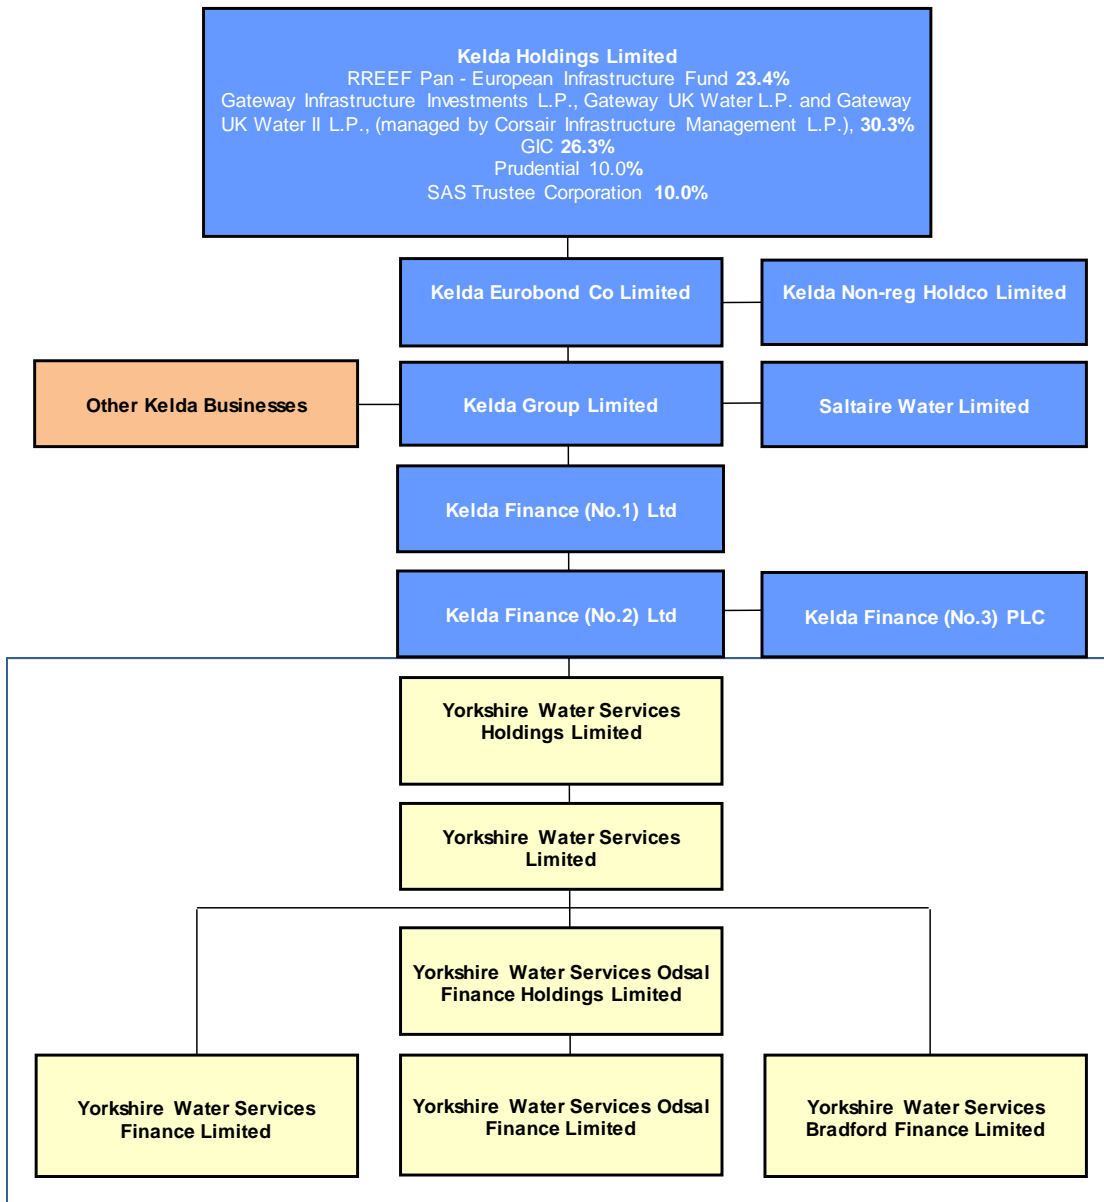 Kelda Holdings Limited
RREEF Pan - European Infrastructure Fund 23.4%
Gateway Infrastructure Investments L.P., Gateway UK Water L.P. and Gateway
UK Water II L.P., (managed by Corsair Infrastructure Management L.P.), 30.3%
GIC 26.3%
Prudential 10.0%
SAS Trustee Corporation 10.0%
Kelda Eurobond Co Limited
Kelda Non-reg Holdco Limited
Other Kelda Businesses
Kelda Group Limited
Saltaire Water Limited
Kelda Finance (No.1) Ltd
Kelda Finance (No.2) Ltd
Kelda Finance (No.3) PLC
Yorkshire Water Services
Holdings Limited
Yorkshire Water Services
Limited
Yorkshire Water Services Odsal
Finance Holdings Limited
Yorkshire Water Services
Finance Limited
Yorkshire Water Services Odsal
Finance Limited
Yorkshire Water Services
Bradford Finance Limited